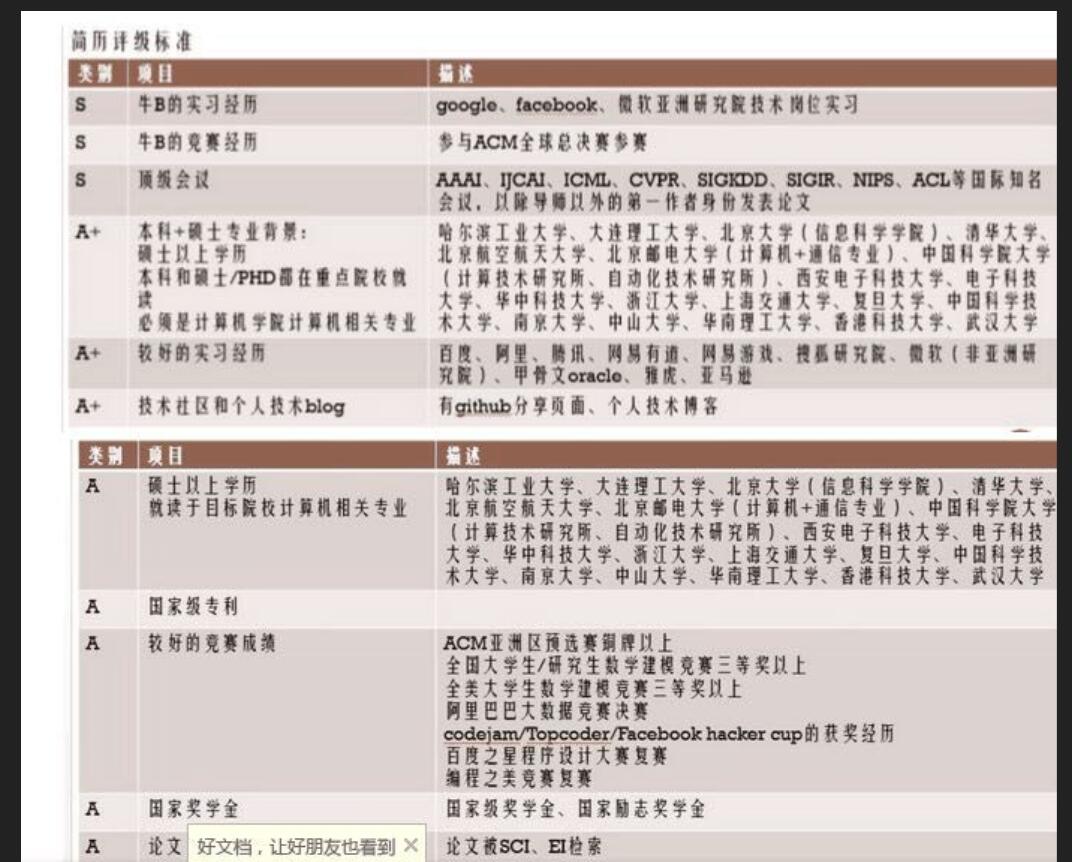 简历评级标准
类别 项目 描述
S 牛B的实习经历 google、facebook、微软亚洲研究院技术岗位实习
S 牛B的竞赛经历 参与ACM全球总决赛参赛
S 顶级会议 AAAI、IJCAI、ICML、CVPR、SIGKDD、SIGIR、NIPS、ACL等国际知名
会议，以除导师以外的第一作者身份发表论文
A+ 本科+硕士专业背景： 哈尔滨工业大学、大连理工大学、北京大学（信息科学学院）、清华大学、
硕士以上学历 北京航空航天大学、北京邮电大学（计算机+通信专业）、中国科学院大学
本科和硕士/PHD都在重点院校就 （计算技术研究所、自动化技术研究所）、西安电子科技大学、电子科技
读 大学、华中科技大学、浙江大学、上海交通大学、复旦大学、中国科学技
必须是计算机学院计算机相关专业 术大学、南京大学、中山大学、华南理工大学、香港科技大学、武汉大学
A+ 较好的实习经历 百度、阿里、腾讯、网易有道、网易游戏、搜狐研究院、微软（非亚洲研
究院）、甲骨文oracle、雅虎、亚马逊
A+ 技术社区和个人技术blog 有github分享页面、个人技术博客
类别 项目 描述
A 硕士以上学历 哈尔滨工业大学、大连理工大学、北京大学（信息科学学院）、清华大学、
就读于目标院校计算机相关专业 北京航空航天大学、北京邮电大学（计算机+通信专业）、中国科学院大学
（计算技术研究所、自动化技术研究所）、西安电子科技大学、电子科技
大学、华中科技大学、浙江大学、上海交通大学、复旦大学、中国科学技
术大学、南京大学、中山大学、华南理工大学、香港科技大学、武汉大学
A 国家级专利
A 较好的竞赛成绩 ACM亚洲区预选赛铜牌以上
全国大学生/研究生数学建模竞赛三等奖以上
全美大学生数学建模竞赛三等奖以上
阿里巴巴大数据竞赛决赛
codejam/Topcoder/Facebook hacker cup的获奖经历
百度之星程序设计大赛复赛
编程之美竞赛复赛
A 国家奖学金 国家级奖学金、国家励志奖学金
A 论文 论文被SCI、EI检索
好文档，让好朋友也看到 ×